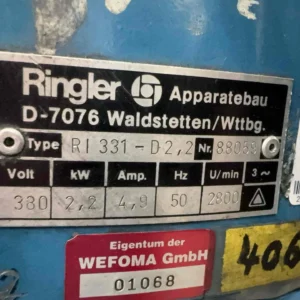 Ringler Apparatebau
D-7076 Waldstetten/Wttbg.
Type RI 331-D2,2 Nr.
Volt kW Amp. Hz U/min 3~
380 2,2 4,9 50 2800
Eigentum der
WEFOMA GmbH
01068
406